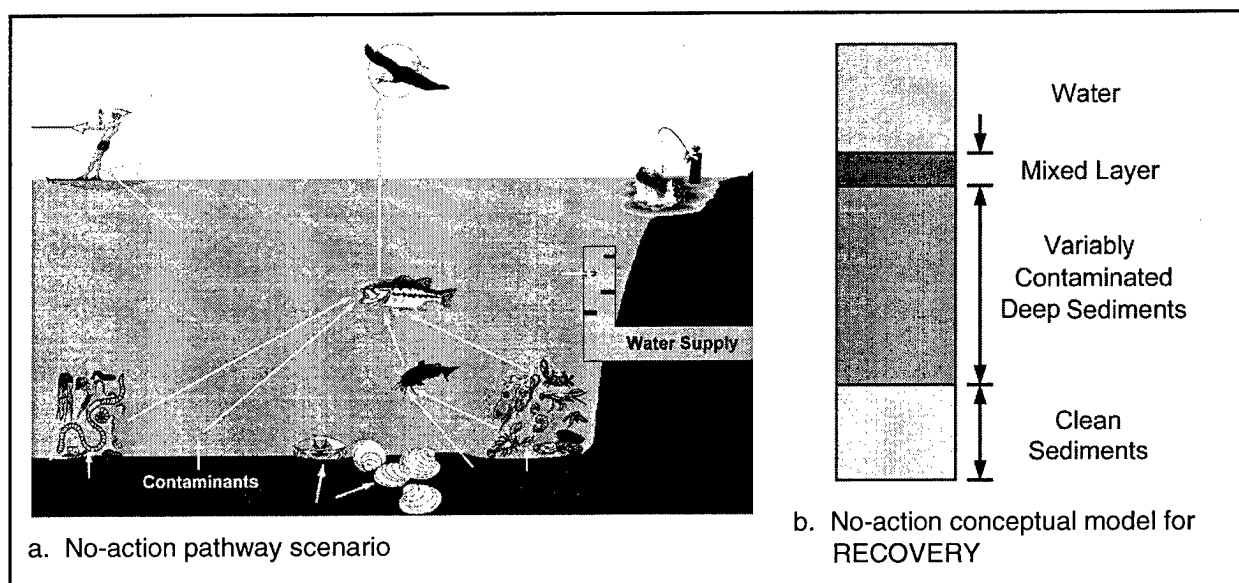 Water Supply
Contaminants
a. No-action pathway scenario
Water
Mixed Layer
Variably
Contaminated
Deep Sediments
Clean
Sediments
b. No-action conceptual model for
RECOVERY